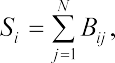 $S_i = \sum_{j=1}^{N} B_{ij},$